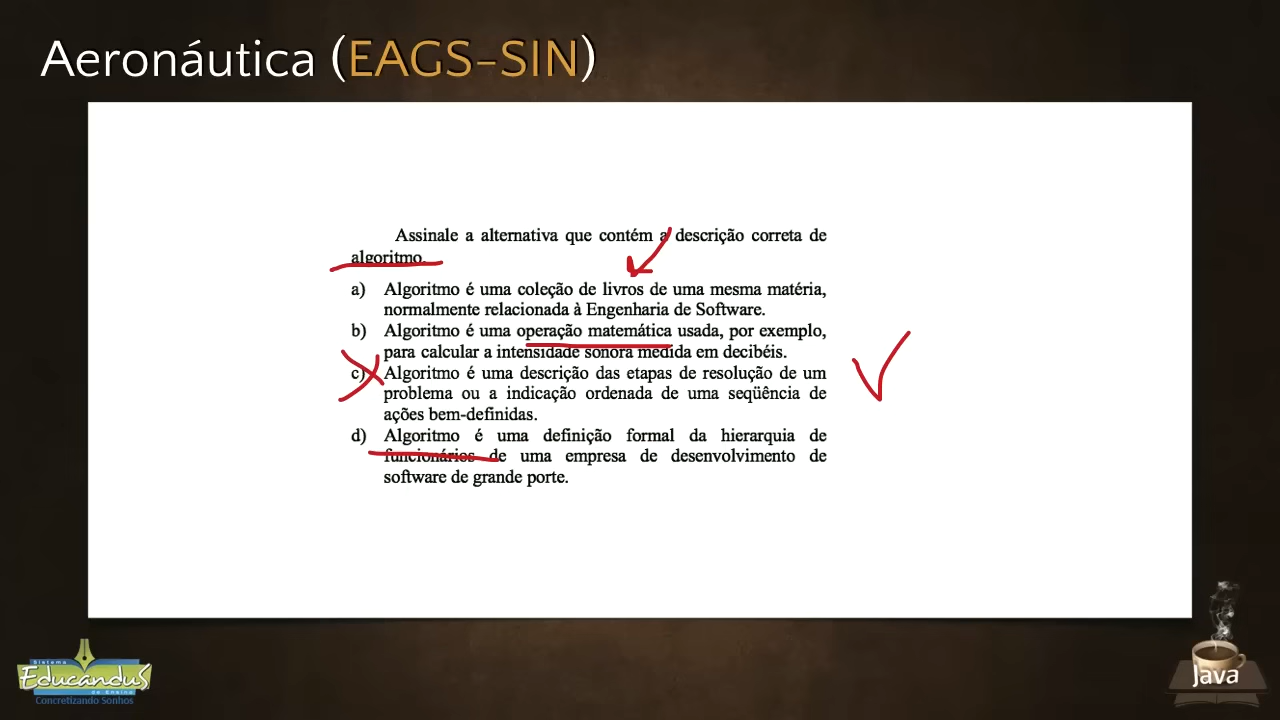 Aeronáutica (EAGS-SIN)
Assinale a alternativa que contém a descrição correta de
algoritmo.
a) Algoritmo é uma coleção de livros de uma mesma matéria,
normalmente relacionada à Engenharia de Software.
b) Algoritmo é uma operação matemática usada, por exemplo,
para calcular a intensidade sonora medida em decibéis.
c) Algoritmo é uma descrição das etapas de resolução de um
problema ou a indicação ordenada de uma seqüência de
ações bem-definidas.
d) Algoritmo é uma definição formal da hierarquia de
funcionários de uma empresa de desenvolvimento de
software de grande porte.
Sistema
Educandus
de Ensino
Concretizando Sonhos
Java